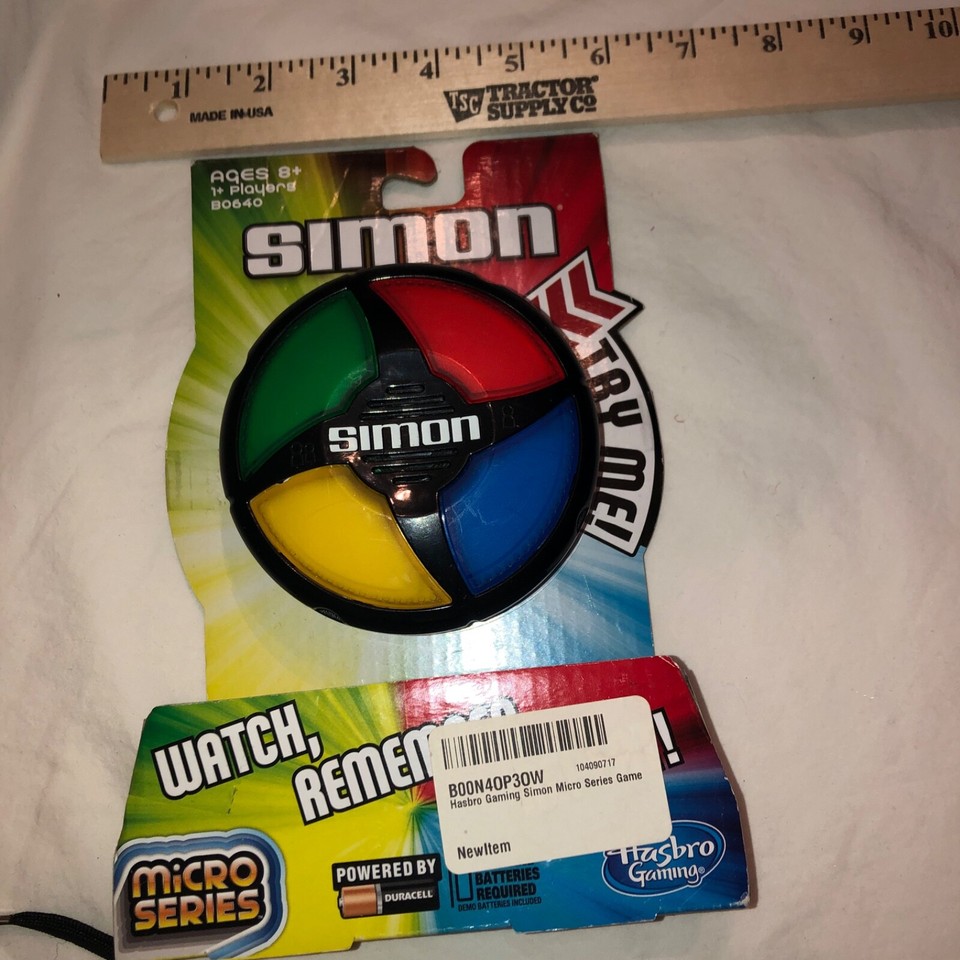 1 2 3 4 5 6 7 8 9 10
MADE IN USA
TSC TRACTOR
SUPPLY CO
AGES 8+
1+ Players
B0640
SIMON
TRY ME!
SIMON
WATCH,
REMEMBER
!
B00N4OP3OW
104090717
Hasbro Gaming Simon Micro Series Game
NewItem
MICRO
SERIES
POWERED BY
DURACELL
BATTERIES
REQUIRED
DEMO BATTERIES INCLUDED
Hasbro
Gaming